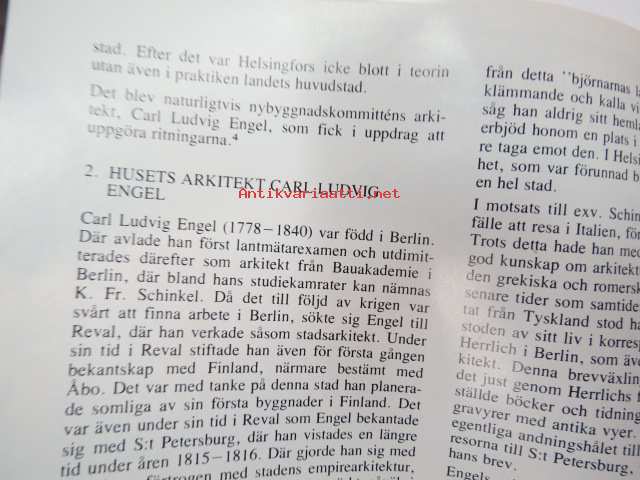 stad. Efter det var Helsingfors icke blott i teorin
utan även i praktiken landets huvudstad.
Det blev naturligtvis nybyggnadskommitténs arki-
tekt, Carl Ludvig Engel, som fick i uppdrag att
uppgöra ritningarna.⁴
2. HUSETS ARKITEKT CARL LUDVIG
ENGEL
Antikvariaatti.net
Carl Ludvig Engel (1778–1840) var född i Berlin.
Där avlade han först lantmätarexamen och utdimit-
terades därefter som arkitekt från Bauakademie i
Berlin, där bland hans studiekamrater kan nämnas
K. Fr. Schinkel. Då det till följd av krigen var
svårt att finna arbete i Berlin, sökte sig Engel till
Reval, där han verkade såsom stadsarkitekt. Under
sin tid i Reval stiftade han även för första gången
bekantskap med Finland, närmare bestämt med
Åbo. Det var med tanke på denna stad han planera-
de somliga av sin första byggnader i Finland. Det
var även under sin tid i Reval som Engel bekantade
sig med S:t Petersburg, där han vistades en längre
tid under åren 1815–1816. Där gjorde han sig med
förtrogen med stadens empirearkitektur,
från detta "björnarnas
klämmande och kalla
såg han aldrig sitt
erbjöd honom en plats i
re taga emot den. I
het, som var förunnad
en hel stad.
I motsats till exv.
fälle att resa i Italien,
Trots detta hade han
god kunskap om
den grekiska och
senare tider som
tat från Tyskland stod
stoden av sitt liv i
Herrlich i Berlin, som
kitekt. Denna
det just genom Herrlichs
ställde böcker och
gravyrer med antika vyer.
egentliga andningshålet till
resorna till S:t Petersburg,
hans brev.
Engels